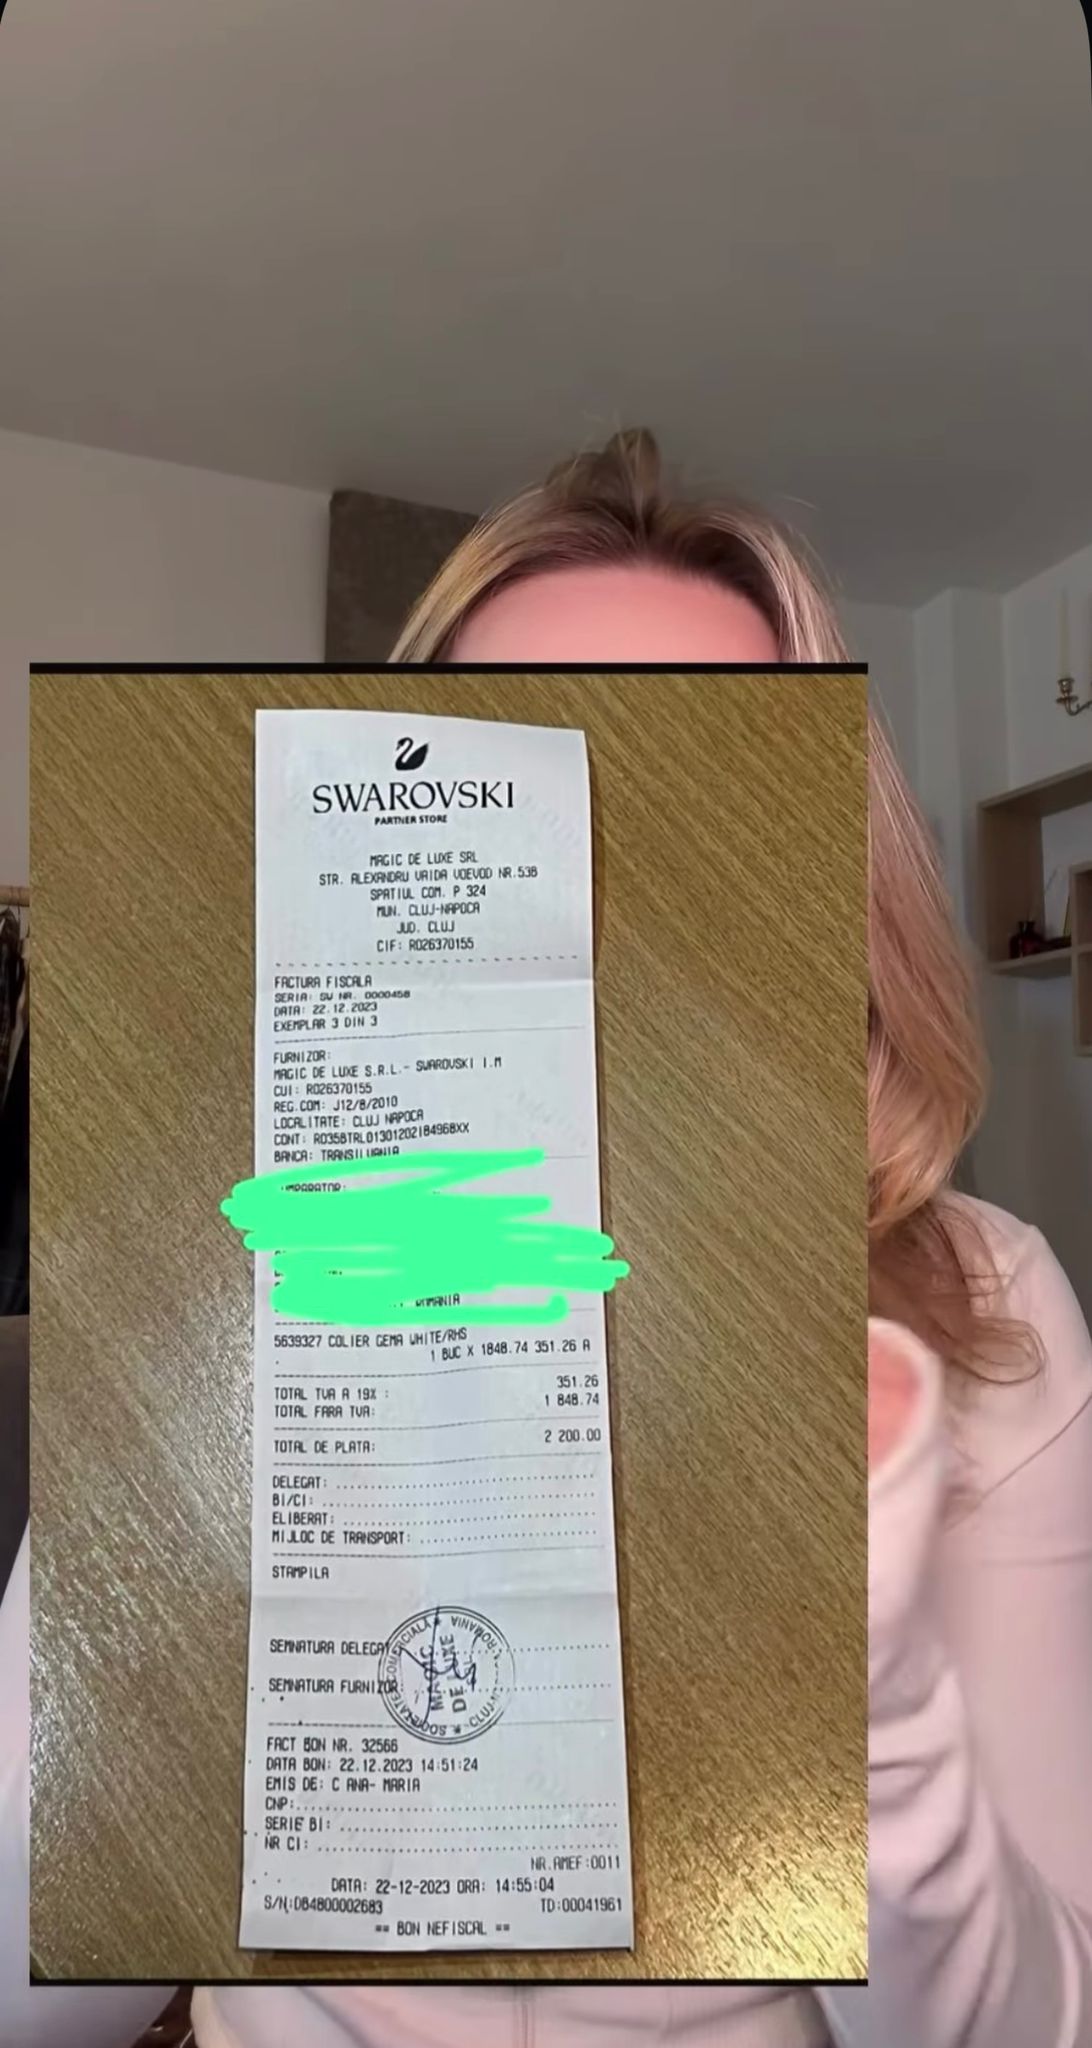 SWAROVSKI
PARTNER STORE
MAGIC DE LUXE SRL
STR. ALEXANDRU VAIDA VOEVOD NR.53B
SPATIUL COM. P 324
MUN. CLUJ-NAPOCA
JUD. CLUJ
CIF: RO26370155
FACTURA FISCALA
SERIA: SW NR. 0000458
DATA: 22.12.2023
EXEMPLAR 3 DIN 3
FURNIZOR:
MAGIC DE LUXE S.R.L.- SWAROVSKI I.M
CUI: RO26370155
REG.COM: J12/8/2010
LOCALITATE: CLUJ NAPOCA
CONT: RO35BTRL01301202184968XX
BANCA: TRANSILVANIA
5639327 COLIER GEMA WHITE/RHS
1 BUC X 1848.74 351.26 A
TOTAL TVA A 19% : 351.26
TOTAL FARA TVA: 1 848.74
TOTAL DE PLATA: 2 200.00
DELEGAT:
BI/CI:
ELIBERAT:
MIJLOC DE TRANSPORT:
STAMPILA
SEMNATURA DELEGAT
SEMNATURA FURNIZOR
SOCIETATEA COMERCIALA * ROMANIA
MAGIC
DE LUXE
FACT BON NR. 32566
DATA BON: 22.12.2023 14:51:24
EMIS DE: C ANA- MARIA
CNP:
SERIE BI:
NR CI:
NR.AMEF:0011
DATA: 22-12-2023 ORA: 14:55:04
S/N:DB4800002683 TD:00041961
== BON NEFISCAL ==